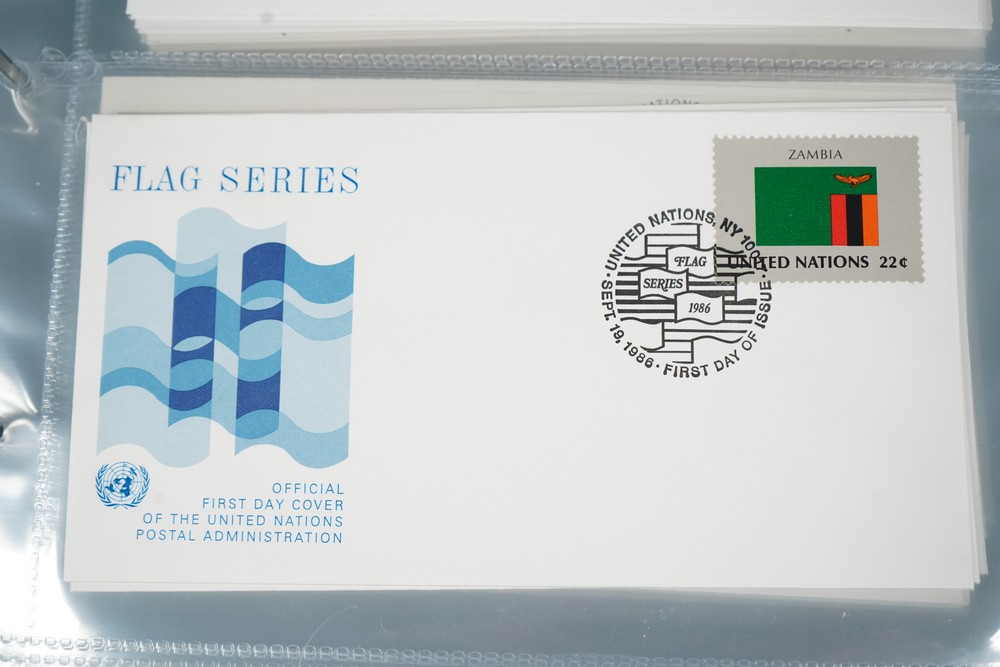 FLAG SERIES
ZAMBIA
UNITED NATIONS 22¢
UNITED NATIONS, NY
SEPT. 19, 1986 · FIRST DAY OF ISSUE
FLAG
SERIES
1986
OFFICIAL
FIRST DAY COVER
OF THE UNITED NATIONS
POSTAL ADMINISTRATION